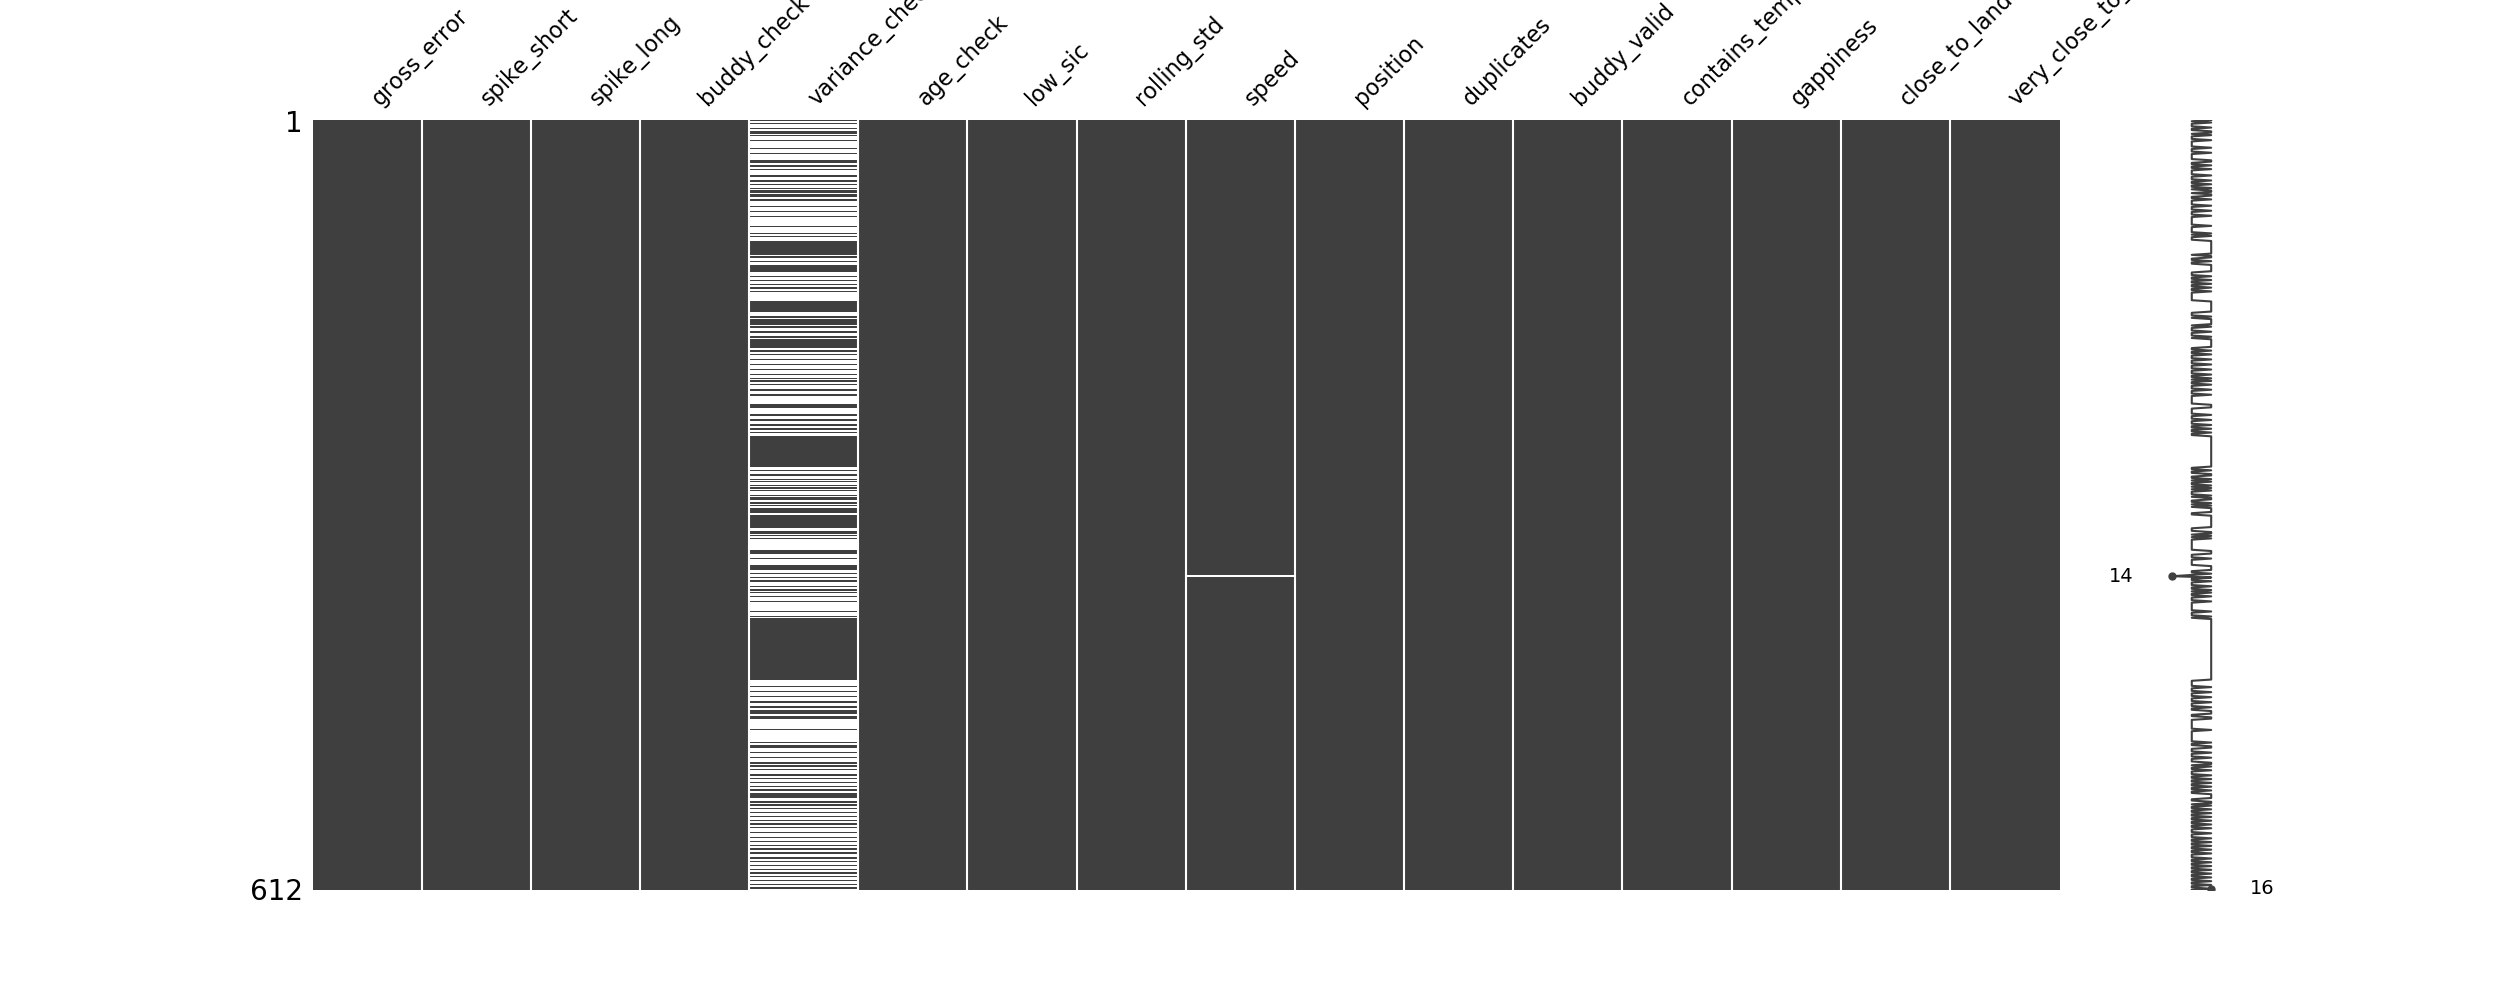 gross_error
spike_short
spike_long
buddy_check
age_check
low_sic
rolling_std
speed
position
duplicates
buddy_valid
gappiness
close_to_land
1
14
612
16